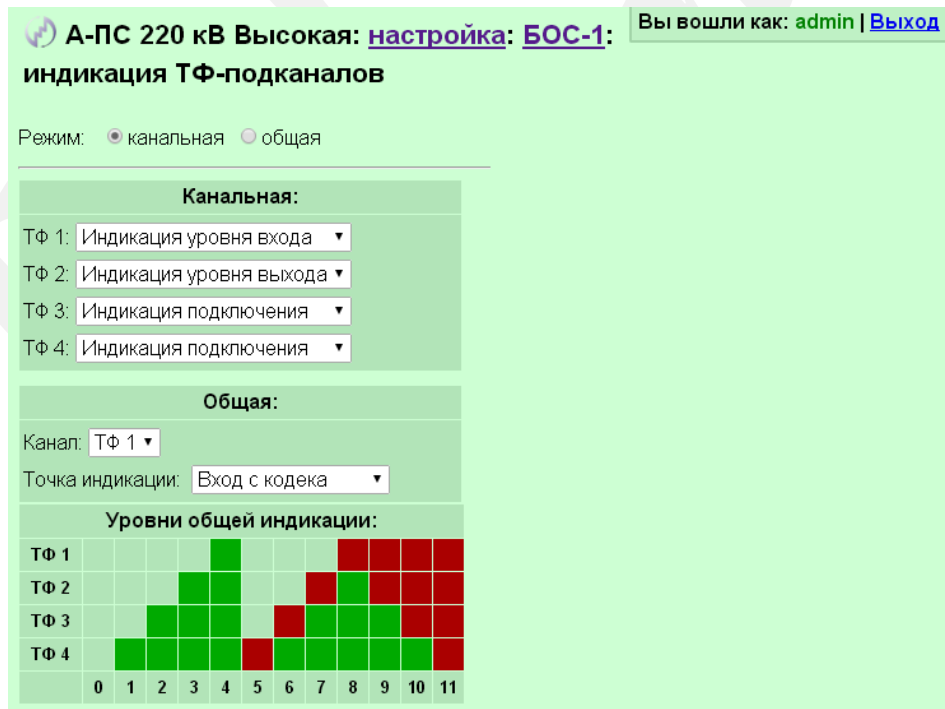 А-ПС 220 кВ Высокая: настройка: БОС-1:
индикация ТФ-подканалов
Вы вошли как: admin | Выход
Режим: канальная общая
Канальная:
ТФ 1: Индикация уровня входа
ТФ 2: Индикация уровня выхода
ТФ 3: Индикация подключения
ТФ 4: Индикация подключения
Общая:
Канал: ТФ 1
Точка индикации: Вход с кодека
Уровни общей индикации:
ТФ 1
ТФ 2
ТФ 3
ТФ 4
0 1 2 3 4 5 6 7 8 9 10 11